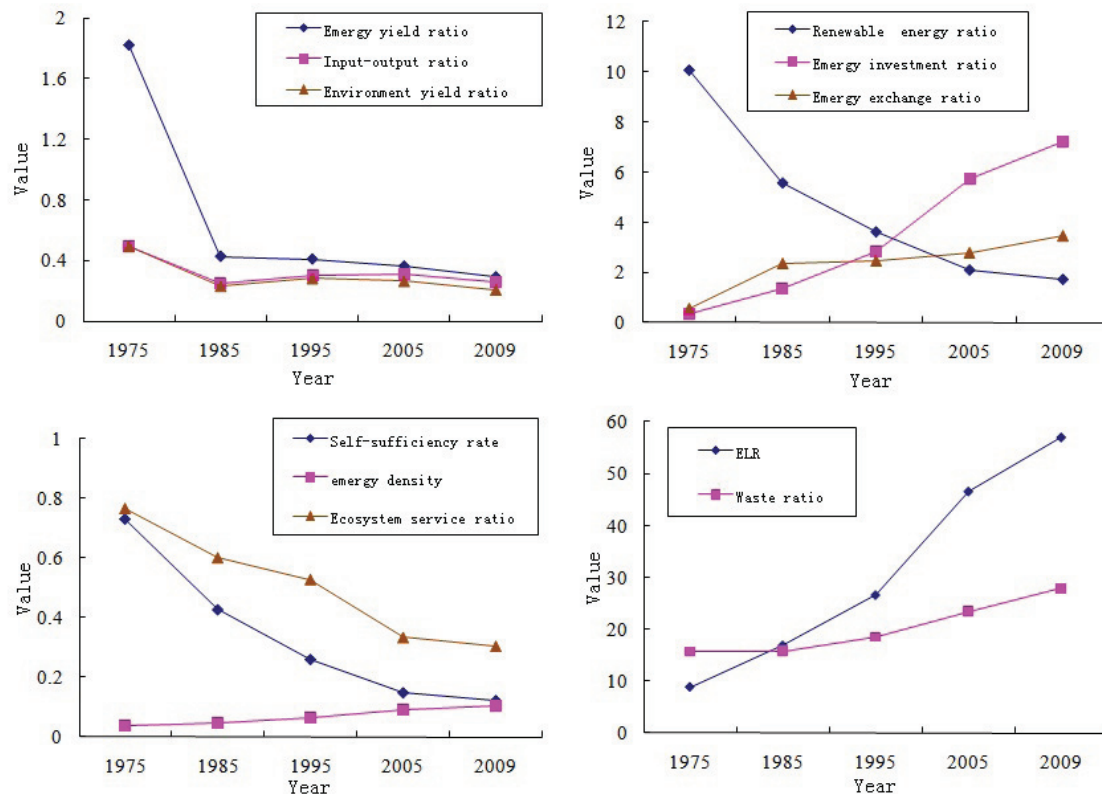 2
1.6
1.2
0.8
0.4
0
Value
Emergy yield ratio
Input-output ratio
Environment yield ratio
1975 1985 1995 2005 2009
Year
12
10
8
6
4
2
0
Value
Renewable energy ratio
Emergy investment ratio
Emergy exchange ratio
1975 1985 1995 2005 2009
Year
1
0.8
0.6
0.4
0.2
0
Value
Self-sufficiency rate
emergy density
Ecosystem service ratio
1975 1985 1995 2005 2009
Year
60
50
40
30
20
10
0
Value
ELR
Waste ratio
1975 1985 1995 2005 2009
Year